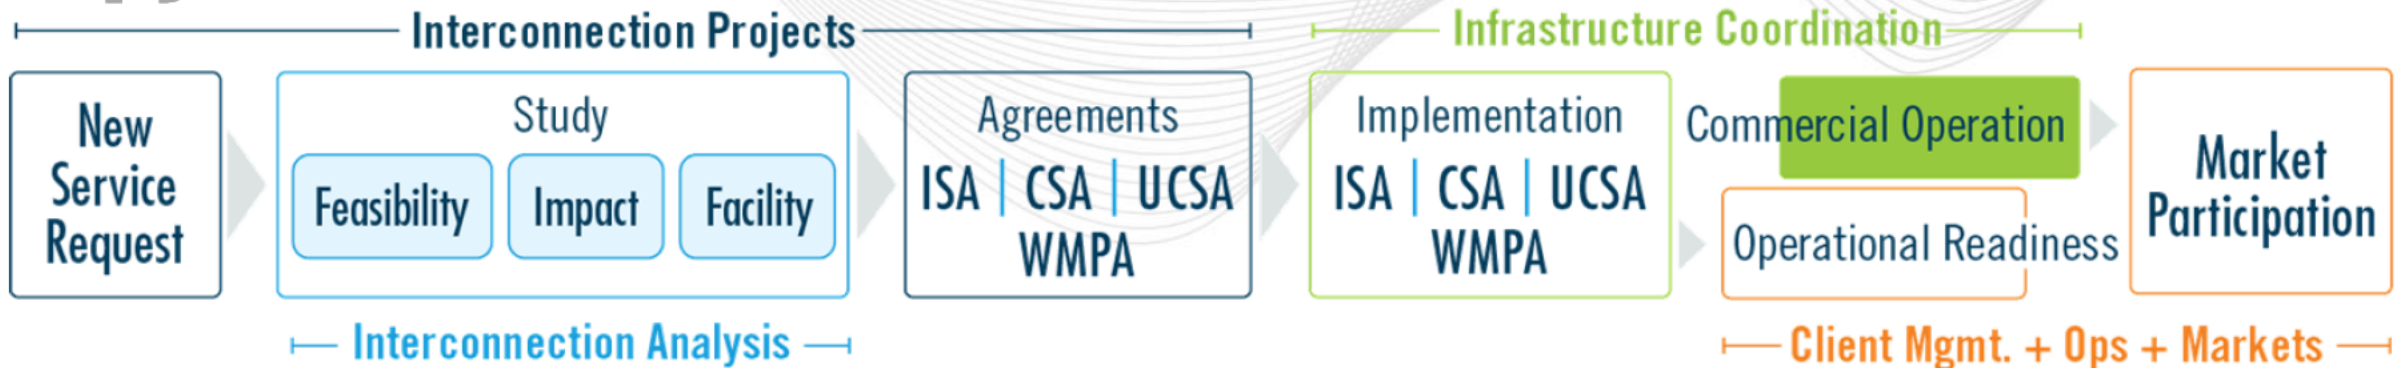 Interconnection Projects
Infrastructure Coordination
New
Service
Request
Study
Feasibility
Impact
Facility
Agreements
ISA | CSA | UCSA
WMPA
Implementation
ISA | CSA | UCSA
WMPA
Commercial Operation
Operational Readiness
Market
Participation
Interconnection Analysis
Client Mgmt. + Ops + Markets